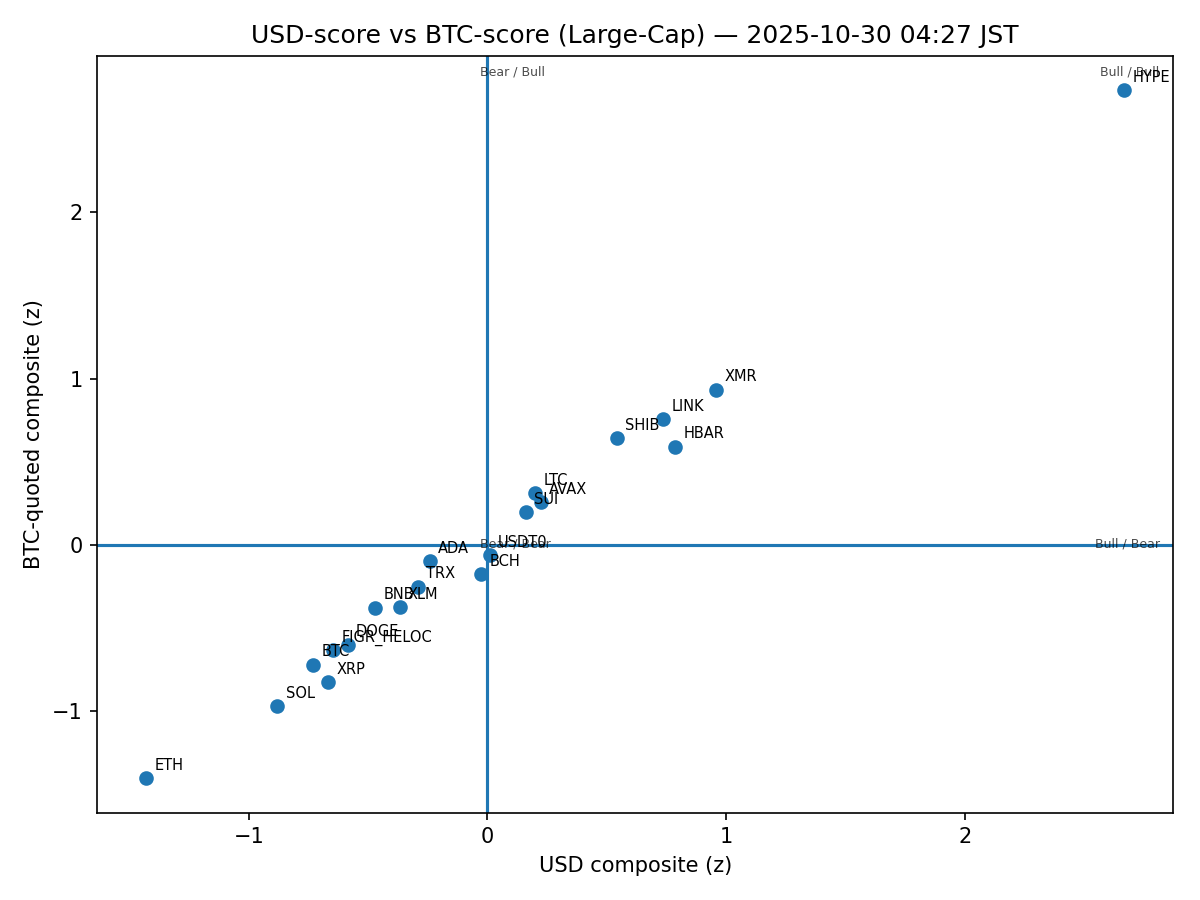 USD-score vs BTC-score (Large-Cap) — 2025-10-30 04:27 JST
Bear / Bull
Bull / Bull
HYPE
2
XMR
1
LINK
SHIB
HBAR
LTC
AVAX
SUI
BTC-quoted composite (z)
USDT0
0
Bear / Bear
Bull / Bear
ADA
BCH
TRX
BNB
XLM
DOGE
FIGR_HELOC
BTC
XRP
SOL
−1
ETH
−1
0
1
2
USD composite (z)